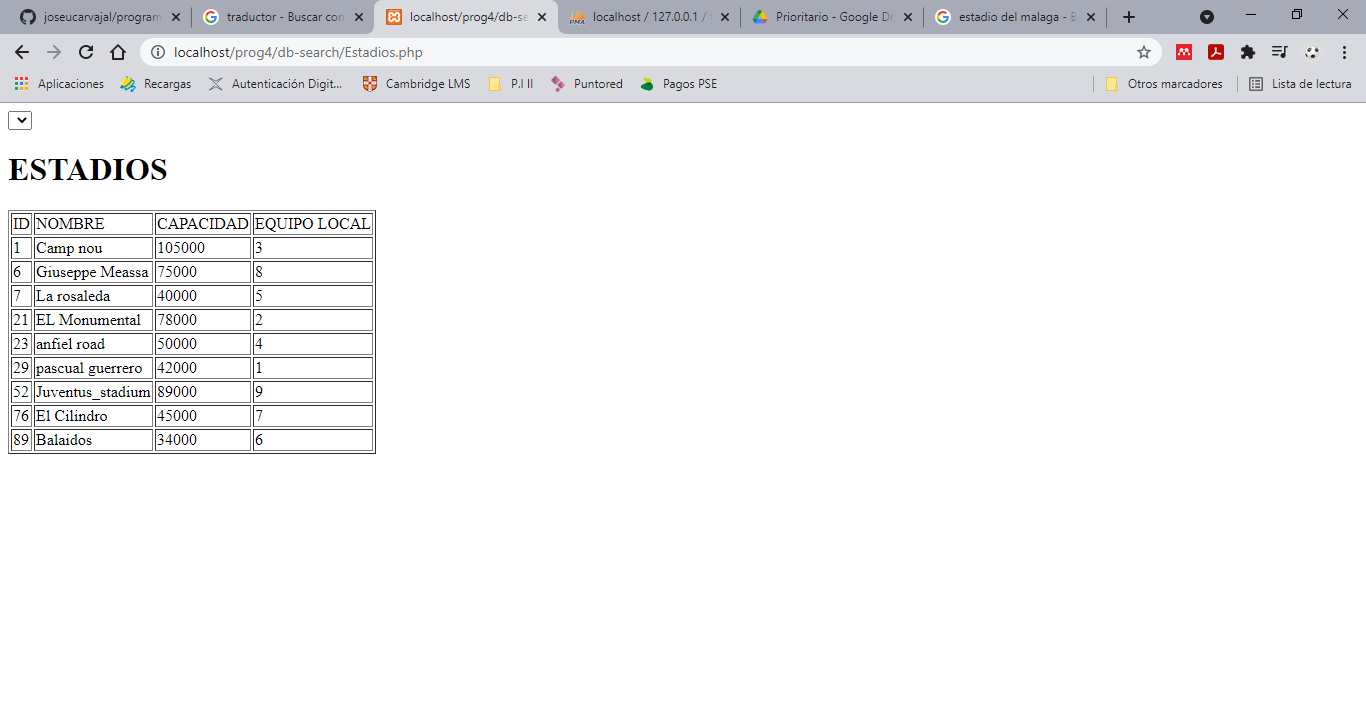 joseucarvajal/program
traductor - Buscar con
localhost/prog4/db-se
localhost / 127.0.0.1 /
Prioritario - Google Do
estadio del malaga - B
localhost/prog4/db-search/Estadios.php
Aplicaciones Recargas Autenticación Digit... Cambridge LMS P.I II Puntored Pagos PSE Otros marcadores Lista de lectura
ESTADIOS
ID NOMBRE CAPACIDAD EQUIPO LOCAL
1 Camp nou 105000 3
6 Giuseppe Meassa 75000 8
7 La rosaleda 40000 5
21 EL Monumental 78000 2
23 anfiel road 50000 4
29 pascual guerrero 42000 1
52 Juventus_stadium 89000 9
76 El Cilindro 45000 7
89 Balaidos 34000 6